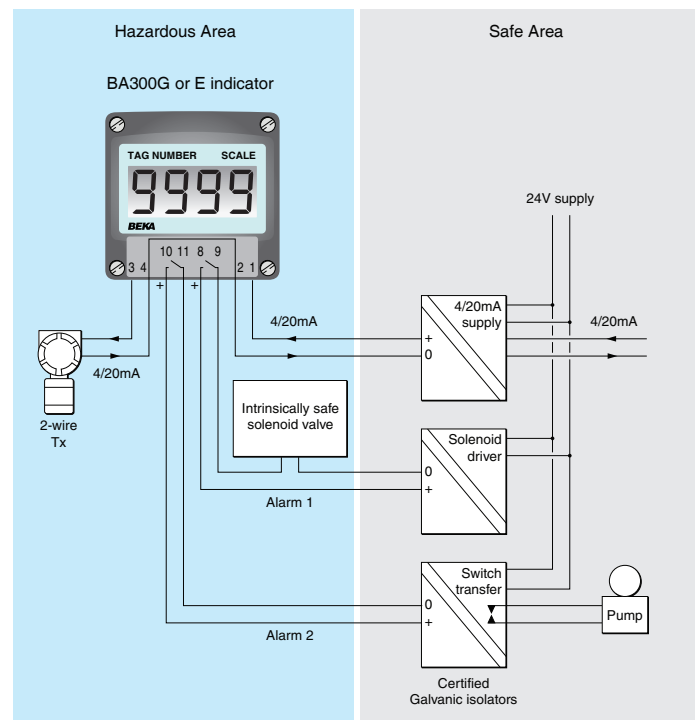 Hazardous Area
Safe Area
BA300G or E indicator
TAG NUMBER SCALE
9999
BEKA
10 11 8 9
3 4
2 1
+ +
24V supply
4/20mA
supply
4/20mA
4/20mA
+
0
4/20mA
2-wire
Tx
Intrinsically safe
solenoid valve
Solenoid
driver
0
+
Alarm 1
Switch
transfer
0
+
Pump
Alarm 2
Certified
Galvanic isolators